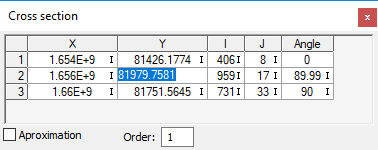 Cross section
X Y I J Angle
1 1.654E+9 81426.1774 406 8 0
2 1.656E+9 81979.7581 959 17 89.99
3 1.66E+9 81751.5645 731 33 90
Aproximation Order: 1